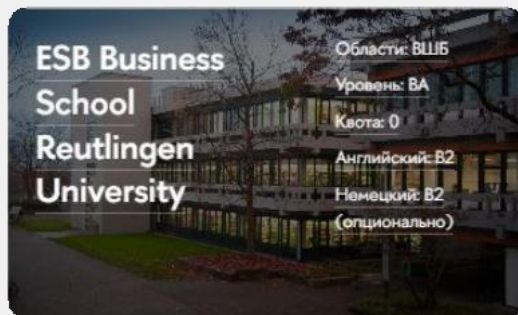 ESB Business
School
Reutlingen
University
Области: ВШБ
Уровень: BA
Квота: 0
Английский: B2
Немецкий: B2
(опционально)